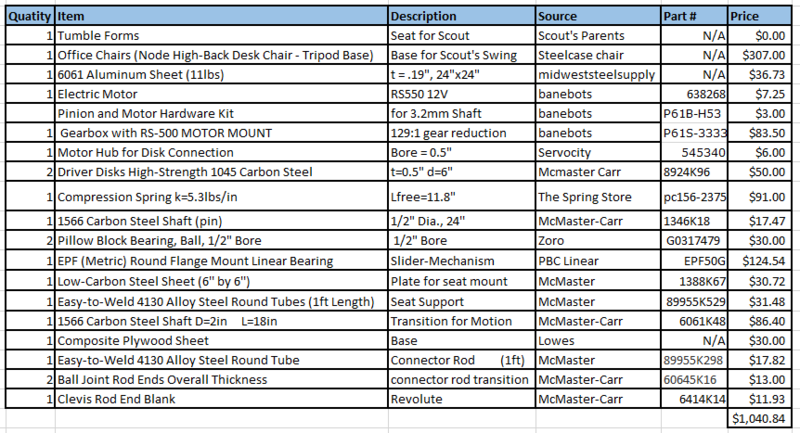 Quatity Item Description Source Part # Price
1 Tumble Forms Seat for Scout Scout's Parents N/A $0.00
1 Office Chairs (Node High-Back Desk Chair - Tripod Base) Base for Scout's Swing Steelcase chair N/A $307.00
1 6061 Aluminum Sheet (11lbs) t = .19", 24"x24" midweststeelsupply N/A $36.73
1 Electric Motor RS550 12V banebots 638268 $7.25
Pinion and Motor Hardware Kit for 3.2mm Shaft banebots P61B-H53 $3.00
1 Gearbox with RS-500 MOTOR MOUNT 129:1 gear reduction banebots P61S-3333 $83.50
1 Motor Hub for Disk Connection Bore = 0.5" Servocity 545340 $6.00
2 Driver Disks High-Strength 1045 Carbon Steel t=0.5" d=6" Mcmaster Carr 8924K96 $50.00
1 Compression Spring k=5.3lbs/in Lfree=11.8" The Spring Store pc156-2375 $91.00
1 1566 Carbon Steel Shaft (pin) 1/2" Dia., 24" McMaster-Carr 1346K18 $17.47
2 Pillow Block Bearing, Ball, 1/2" Bore 1/2" Bore Zoro G0317479 $30.00
1 EPF (Metric) Round Flange Mount Linear Bearing Slider-Mechanism PBC Linear EPF50G $124.54
1 Low-Carbon Steel Sheet (6" by 6") Plate for seat mount McMaster 1388K67 $30.72
1 Easy-to-Weld 4130 Alloy Steel Round Tubes (1ft Length) Seat Support McMaster 89955K529 $31.48
1 1566 Carbon Steel Shaft D=2in L=18in Transition for Motion McMaster-Carr 6061K48 $86.40
1 Composite Plywood Sheet Base Lowes N/A $30.00
1 Easy-to-Weld 4130 Alloy Steel Round Tube Connector Rod (1ft) McMaster 89955K298 $17.82
2 Ball Joint Rod Ends Overall Thickness connector rod transition McMaster-Carr 60645K16 $13.00
1 Clevis Rod End Blank Revolute McMaster-Carr 6414K14 $11.93
$1,040.84